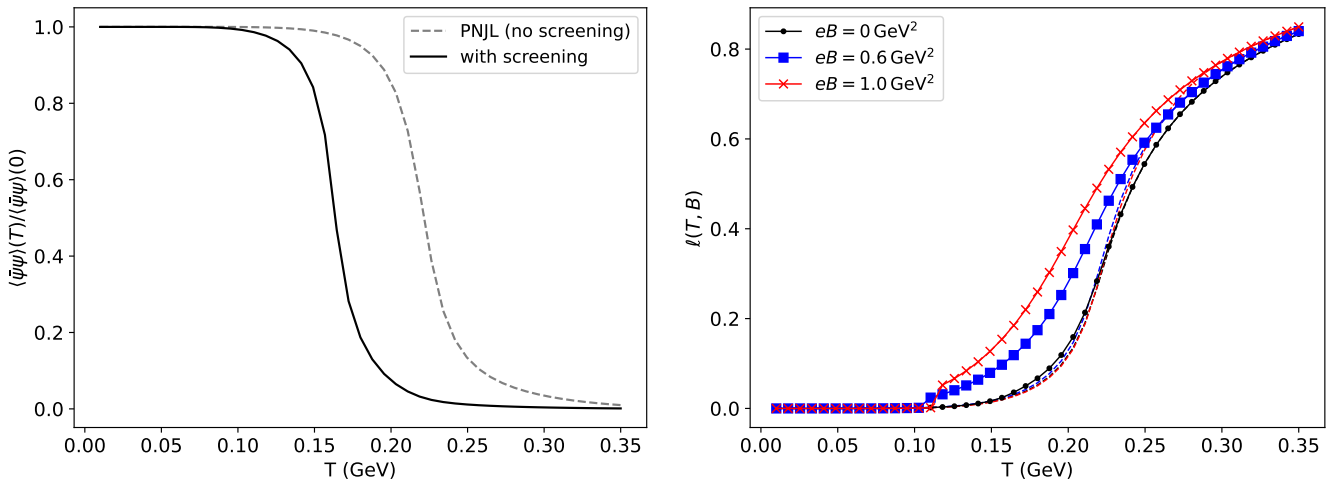 1.0
0.8
0.6
0.4
0.2
0.0
⟨ψ̄ψ⟩(T)/⟨ψ̄ψ⟩(0)
PNJL (no screening)
with screening
0.00 0.05 0.10 0.15 0.20 0.25 0.30 0.35
T (GeV)
0.8
0.6
0.4
0.2
0.0
ℓ(T, B)
eB = 0 GeV²
eB = 0.6 GeV²
eB = 1.0 GeV²
0.00 0.05 0.10 0.15 0.20 0.25 0.30 0.35
T (GeV)